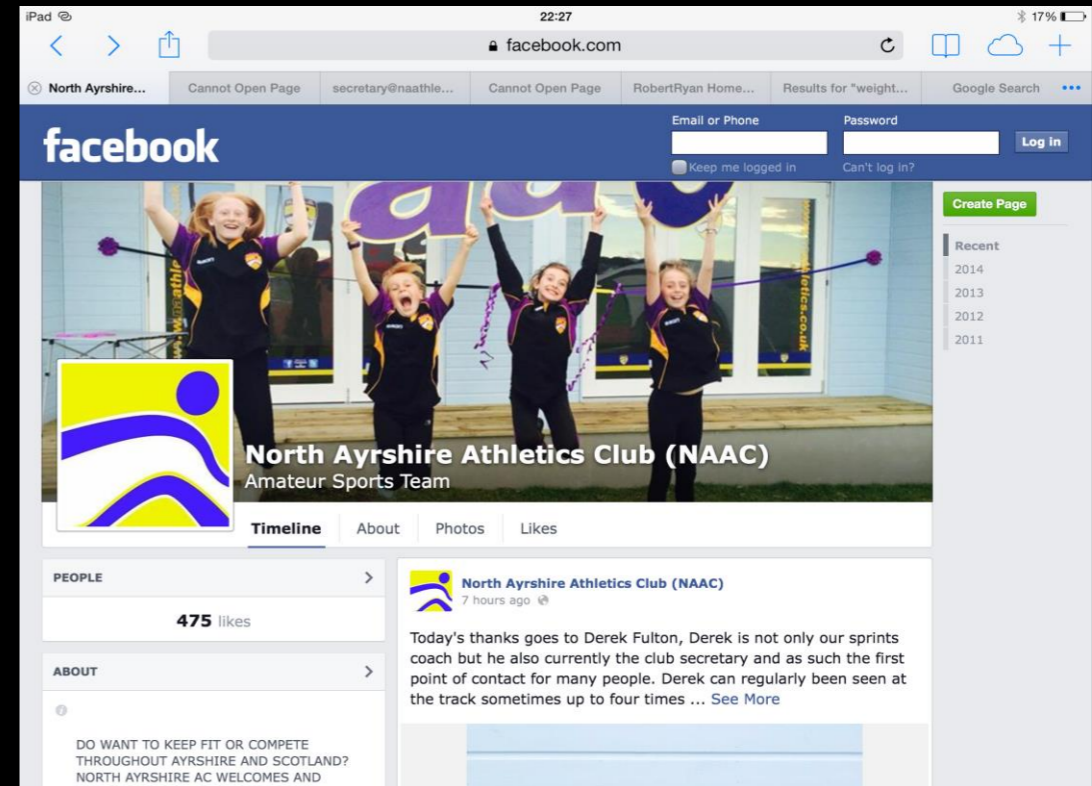 iPad
22:27
17%
facebook.com
North Ayrshire...
Cannot Open Page
secretary@naathle...
Cannot Open Page
RobertRyan Home...
Results for "weight...
Google Search
facebook
Email or Phone
Password
Log in
Keep me logged in
Can't log in?
Create Page
Recent
2014
2013
2012
2011
North Ayrshire Athletics Club (NAAC)
Amateur Sports Team
Timeline
About
Photos
Likes
PEOPLE
475 likes
ABOUT
DO WANT TO KEEP FIT OR COMPETE
THROUGHOUT AYRSHIRE AND SCOTLAND?
NORTH AYRSHIRE AC WELCOMES AND
North Ayrshire Athletics Club (NAAC)
7 hours ago
Today's thanks goes to Derek Fulton, Derek is not only our sprints
coach but he also currently the club secretary and as such the first
point of contact for many people. Derek can regularly been seen at
the track sometimes up to four times ... See More